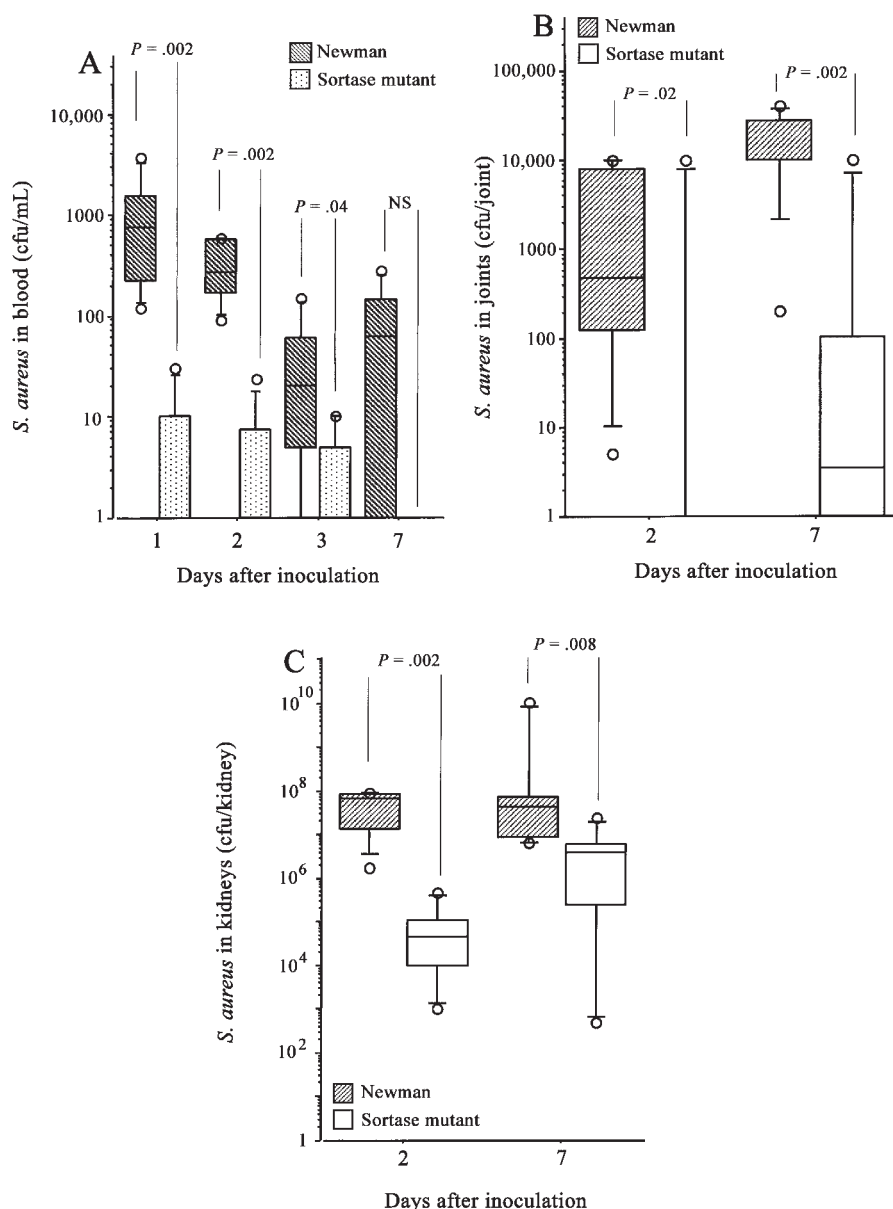 A
P = .002
Newman
Sortase mutant
P = .002
P = .04
NS
10,000
1000
100
10
1
S. aureus in blood (cfu/mL)
1 2 3 7
Days after inoculation
B
Newman
Sortase mutant
P = .02
P = .002
100,000
10,000
1000
100
10
1
S. aureus in joints (cfu/joint)
2 7
Days after inoculation
C
P = .002
P = .008
10^10
10^8
10^6
10^4
10^2
1
S. aureus in kidneys (cfu/kidney)
Newman
Sortase mutant
2 7
Days after inoculation